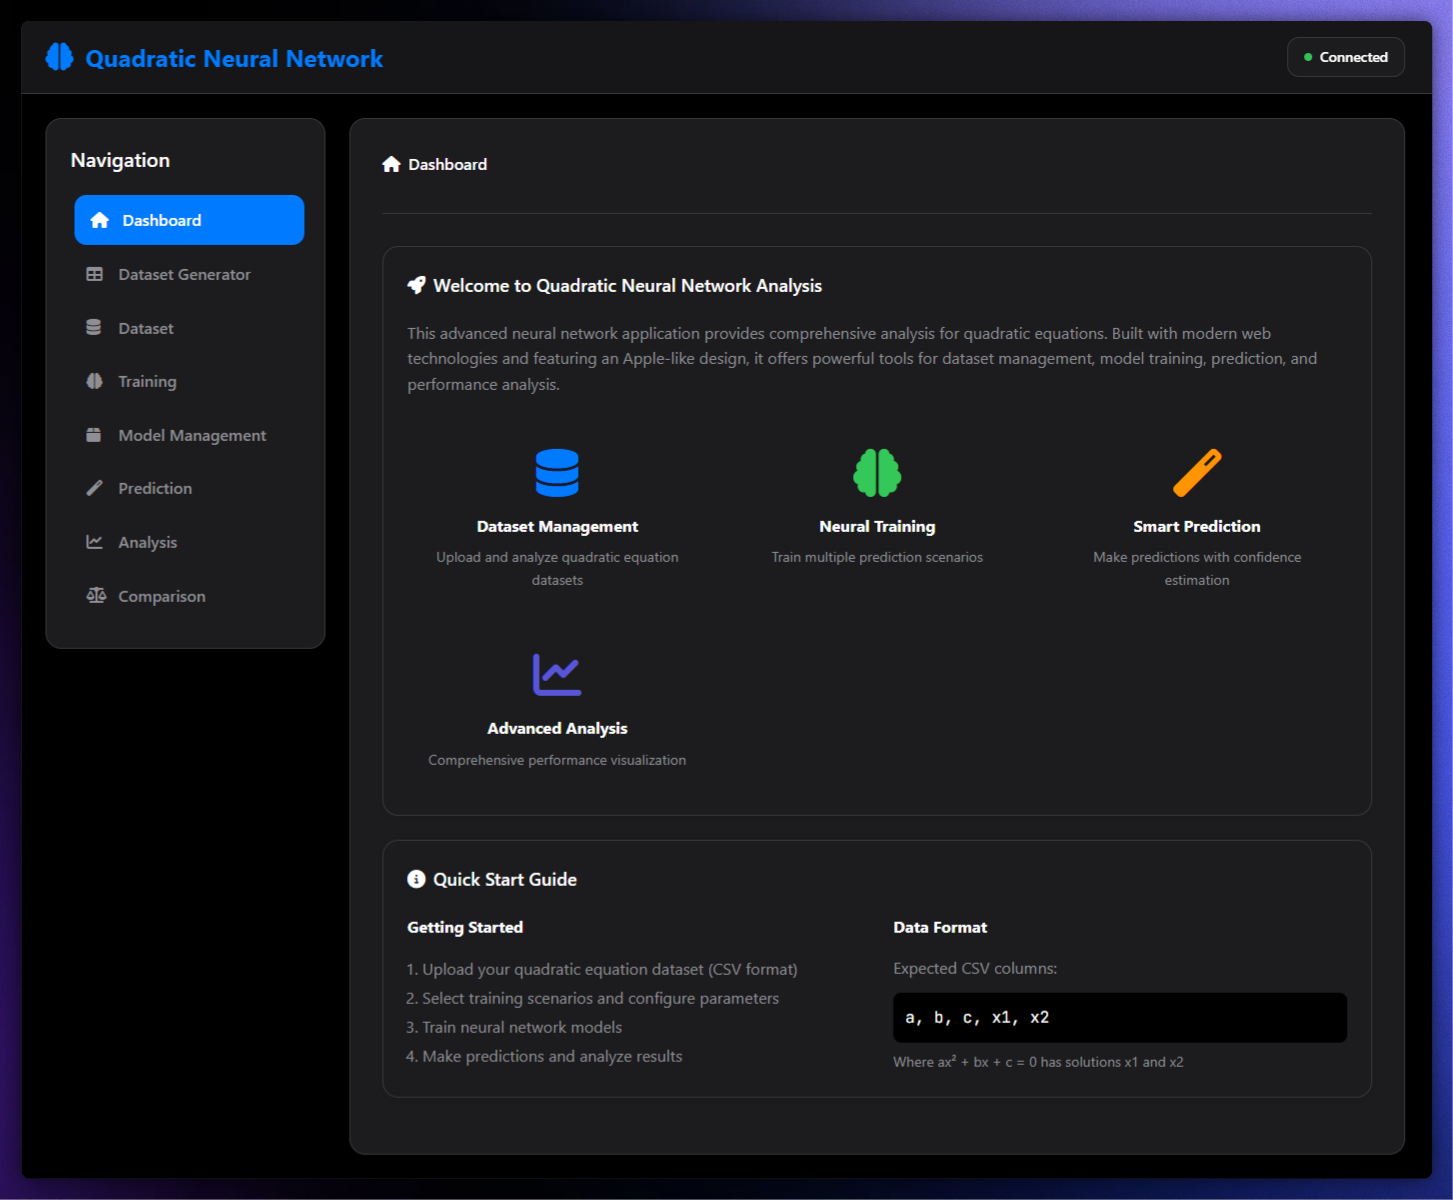 Quadratic Neural Network
Connected
Navigation
Dashboard
Dataset Generator
Dataset
Training
Model Management
Prediction
Analysis
Comparison
Dashboard
Welcome to Quadratic Neural Network Analysis
This advanced neural network application provides comprehensive analysis for quadratic equations. Built with modern web
technologies and featuring an Apple-like design, it offers powerful tools for dataset management, model training, prediction, and
performance analysis.
Dataset Management
Upload and analyze quadratic equation
datasets
Neural Training
Train multiple prediction scenarios
Smart Prediction
Make predictions with confidence
estimation
Advanced Analysis
Comprehensive performance visualization
Quick Start Guide
Getting Started
1. Upload your quadratic equation dataset (CSV format)
2. Select training scenarios and configure parameters
3. Train neural network models
4. Make predictions and analyze results
Data Format
Expected CSV columns:
a, b, c, x1, x2
Where ax² + bx + c = 0 has solutions x1 and x2